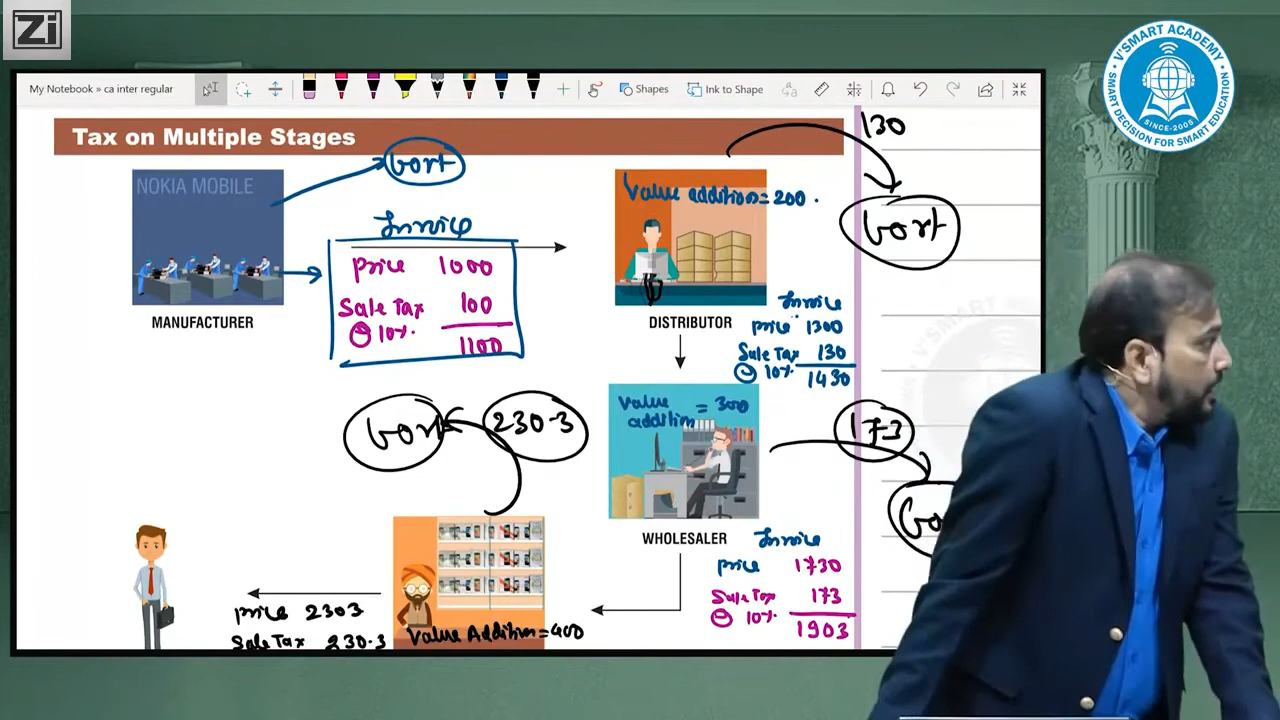 Zi
V'SMART ACADEMY
SINCE-2005
SMART DECISION FOR SMART EDUCATION
My Notebook » ca inter regular
Shapes
Ink to Shape
Tax on Multiple Stages
130
Govt
NOKIA MOBILE
Invoice
Price 1000
Sale Tax 100
@ 10%.
1100
MANUFACTURER
Value addition=200.
Govt
DISTRIBUTOR
Invoice
Price 1300
Sale Tax 130
@ 10%.
1430
Value addition = 300
173
Govt
230.3
WHOLESALER
Invoice
Price 1730
Sale Tax 173
@ 10%.
1903
Value Addition=400
Price 2303
Sale Tax 230.3